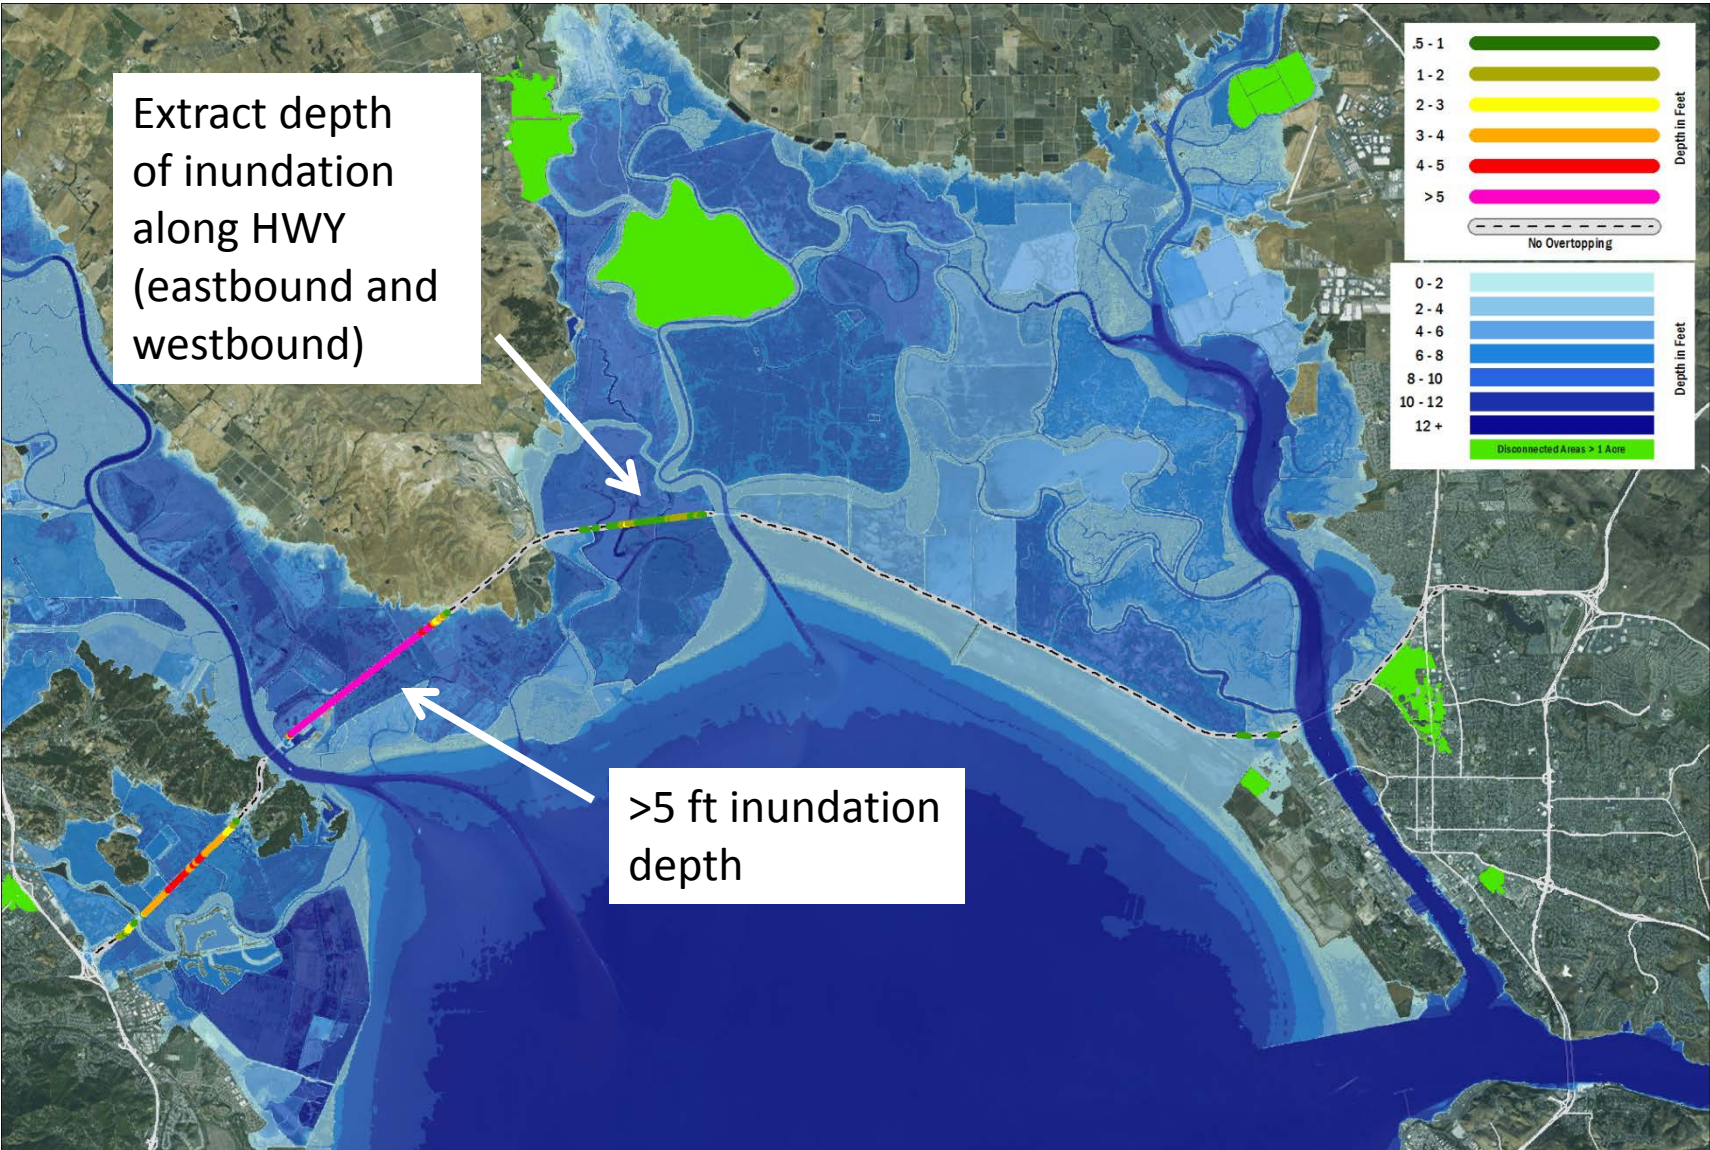 Extract depth
of inundation
along HWY
(eastbound and
westbound)
>5 ft inundation
depth
.5 - 1
1 - 2
2 - 3
3 - 4
4 - 5
> 5
No Overtopping
Depth in Feet
0 - 2
2 - 4
4 - 6
6 - 8
8 - 10
10 - 12
12 +
Disconnected Areas > 1 Acre
Depth in Feet